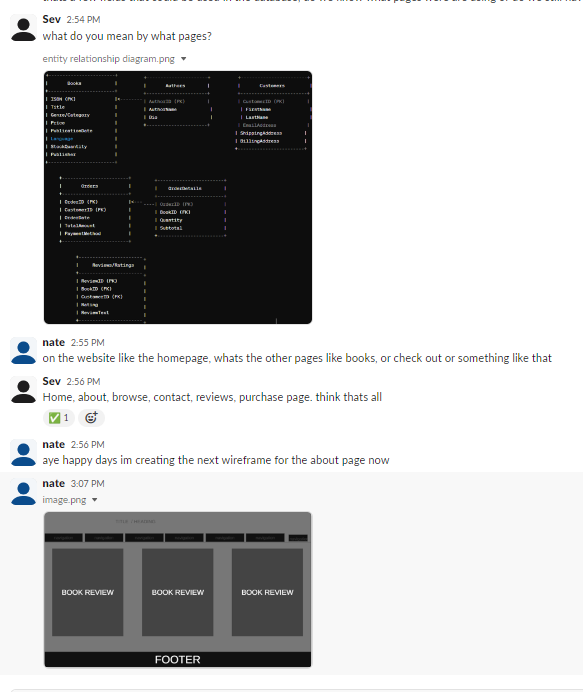 Sev 2:54 PM
what do you mean by what pages?
entity relationship diagram.png
Books
ISBN (PK)
Title
Genre/Category
Price
PublicationDate
Language
StockQuantity
Publisher
Authors
AuthorID (PK)
AuthorName
Bio
Customers
CustomerID (PK)
FirstName
LastName
EmailAddress
ShippingAddress
BillingAddress
Orders
OrderID (PK)
CustomerID (FK)
OrderDate
TotalAmount
PaymentMethod
OrderDetails
OrderID (FK)
BookID (FK)
Quantity
Subtotal
Reviews/Ratings
ReviewID (PK)
BookID (FK)
CustomerID (FK)
Rating
ReviewText
nate 2:55 PM
on the website like the homepage, whats the other pages like books, or check out or something like that
Sev 2:56 PM
Home, about, browse, contact, reviews, purchase page. think thats all
1
nate 2:56 PM
aye happy days im creating the next wireframe for the about page now
nate 3:07 PM
image.png
BOOK REVIEW BOOK REVIEW BOOK REVIEW
FOOTER